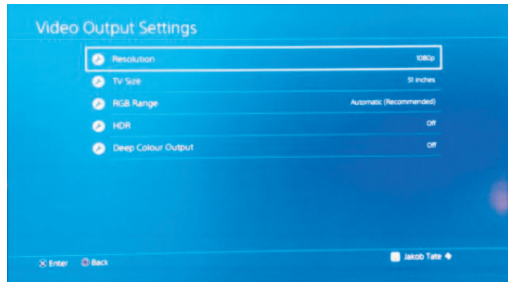 Video Output Settings
Resolution 1080p
TV Size 51 inches
RGB Range Automatic (Recommended)
HDR Off
Deep Colour Output Off
Enter Back Jakob Tate